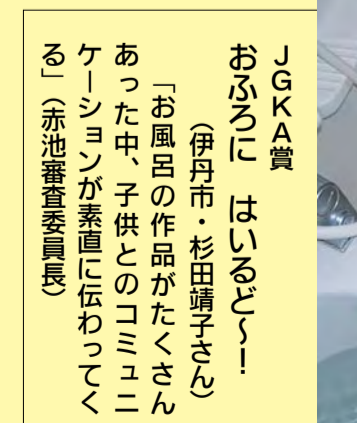 JGKA賞
おふろに　はいるど～！
（伊丹市・杉田靖子さん）
「お風呂の作品がたくさん
あった中、子供とのコミュニ
ケーションが素直に伝わってく
る」（赤池審査委員長）